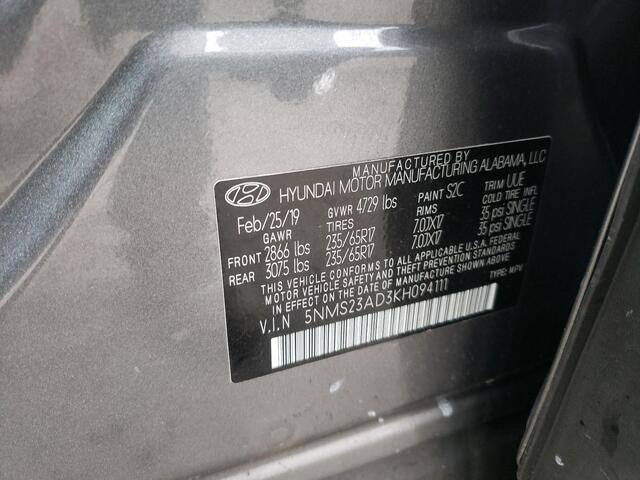 MANUFACTURED BY
HYUNDAI MOTOR MANUFACTURING ALABAMA, LLC
Feb/25/19 GVWR 4729 lbs PAINT S2C TRIM UUE
GAWR TIRES RIMS COLD TIRE INFL
FRONT 2866 lbs 235/65R17 7.0JX17 35 psi SINGLE
REAR 3075 lbs 235/65R17 7.0JX17 35 psi SINGLE
THIS VEHICLE CONFORMS TO ALL APPLICABLE U.S.A. FEDERAL
MOTOR VEHICLE SAFETY AND THEFT PREVENTION STANDARDS
IN EFFECT ON THE DATE OF MANUFACTURE SHOWN ABOVE.
V.I.N 5NMS23AD3KH094111 TYPE: MPV